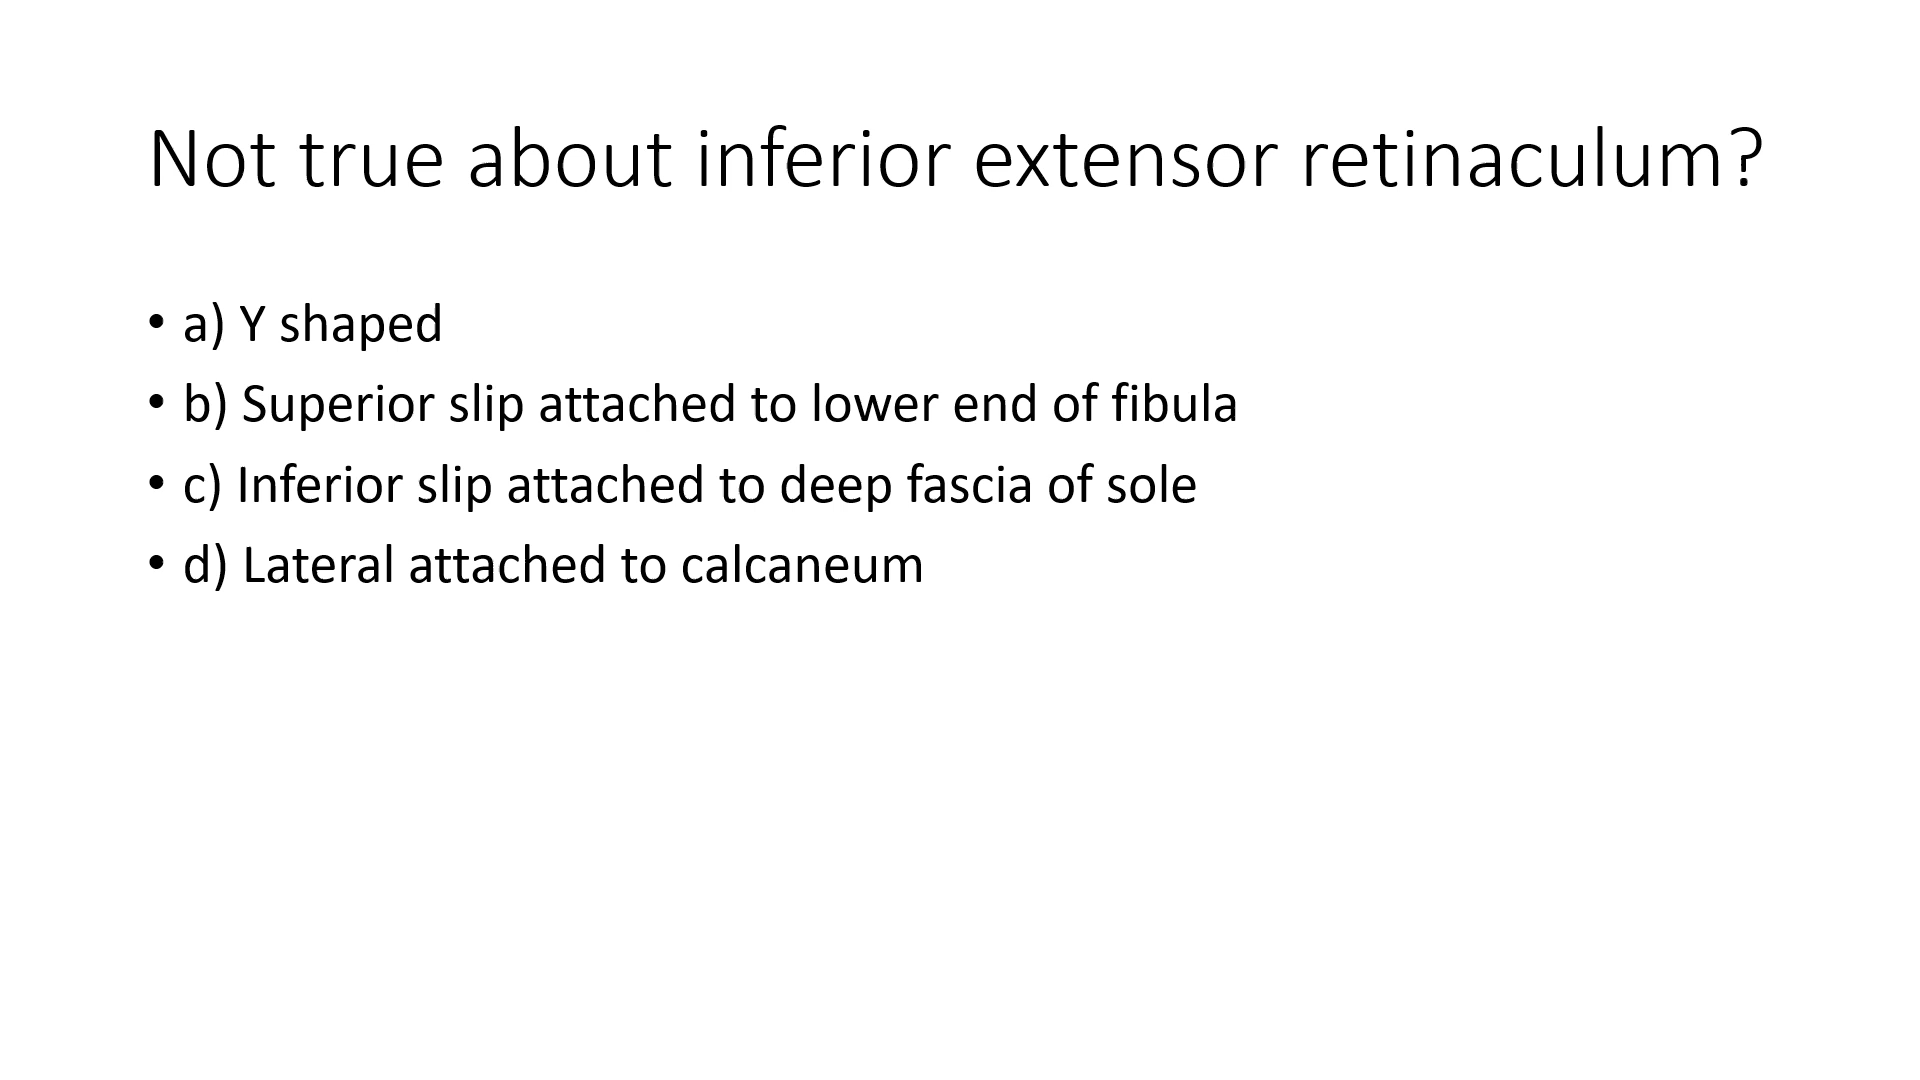 Not true about inferior extensor retinaculum?
• a) Y shaped
• b) Superior slip attached to lower end of fibula
• c) Inferior slip attached to deep fascia of sole
• d) Lateral attached to calcaneum